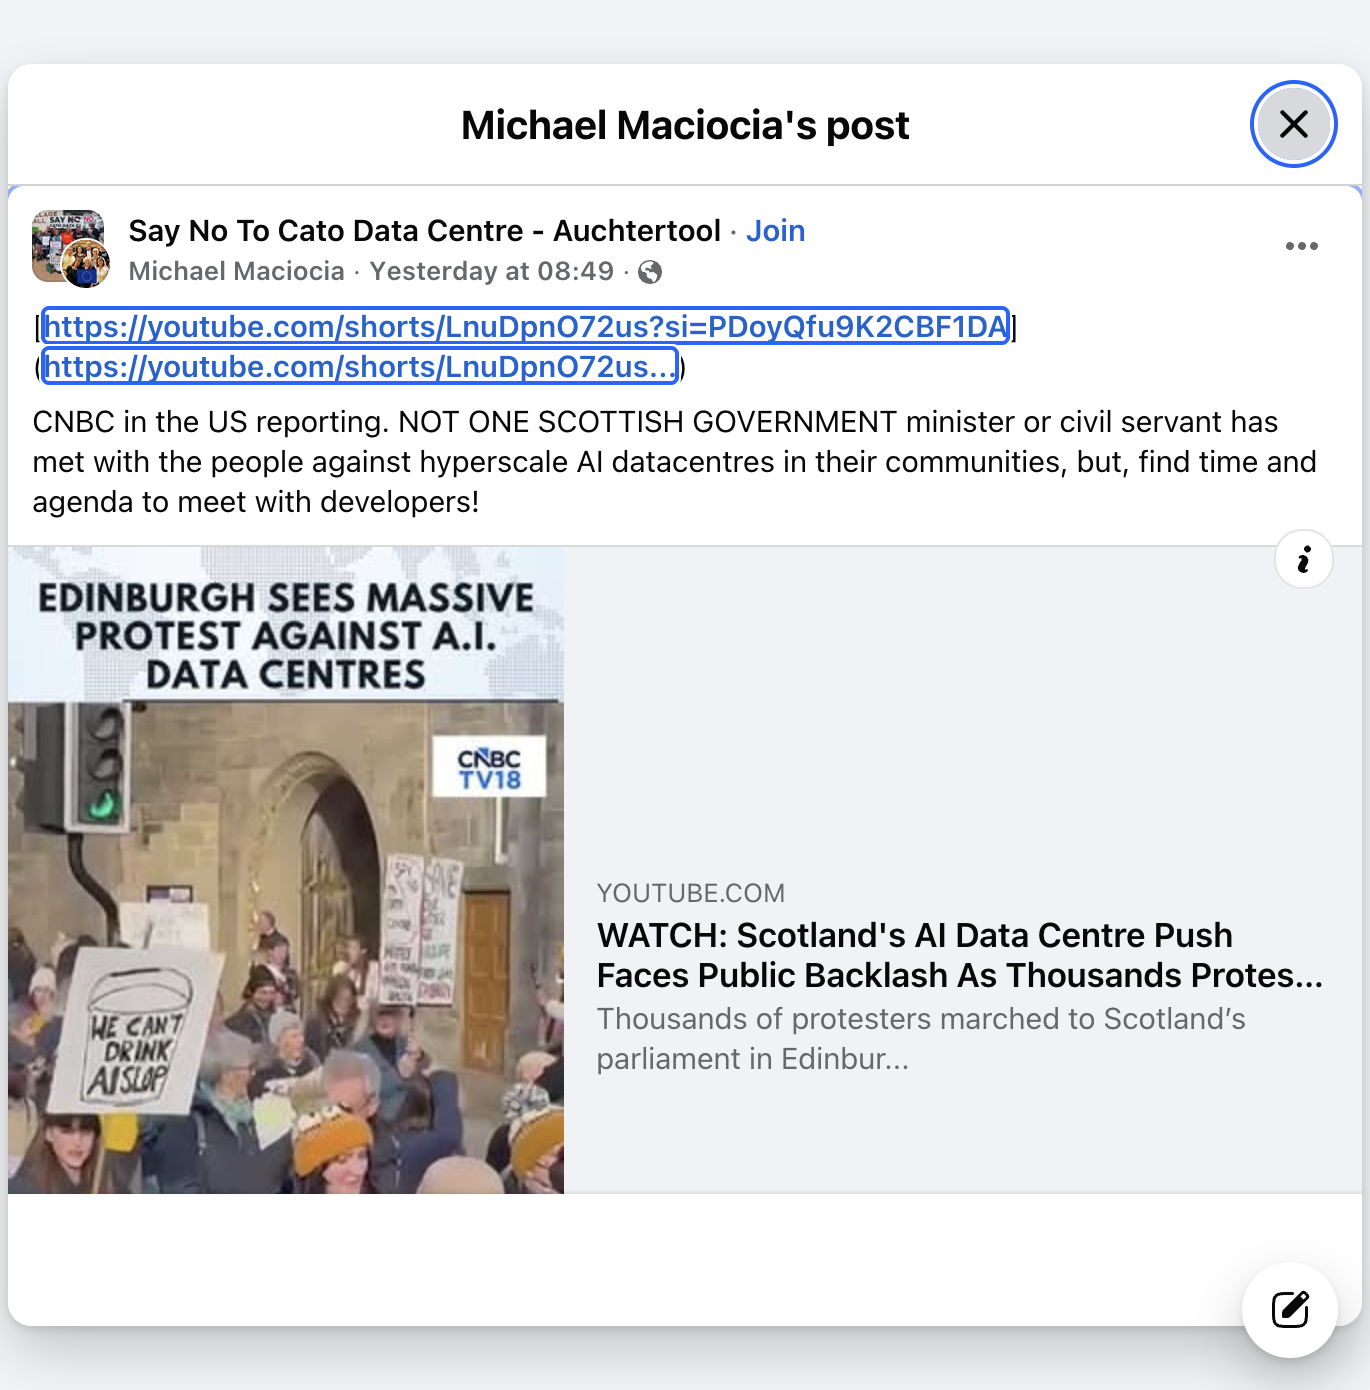 Michael Maciocia's post
Say No To Cato Data Centre - Auchtertool · Join
Michael Maciocia · Yesterday at 08:49 ·
[https://youtube.com/shorts/LnuDpnO72us?si=PDoyQfu9K2CBF1DA]
(https://youtube.com/shorts/LnuDpnO72us...)
CNBC in the US reporting. NOT ONE SCOTTISH GOVERNMENT minister or civil servant has
met with the people against hyperscale AI datacentres in their communities, but, find time and
agenda to meet with developers!
EDINBURGH SEES MASSIVE
PROTEST AGAINST A.I.
DATA CENTRES
CNBC
TV18
WE CAN'T
DRINK
AI SLOP
YOUTUBE.COM
WATCH: Scotland's AI Data Centre Push
Faces Public Backlash As Thousands Protes...
Thousands of protesters marched to Scotland’s
parliament in Edinbur...